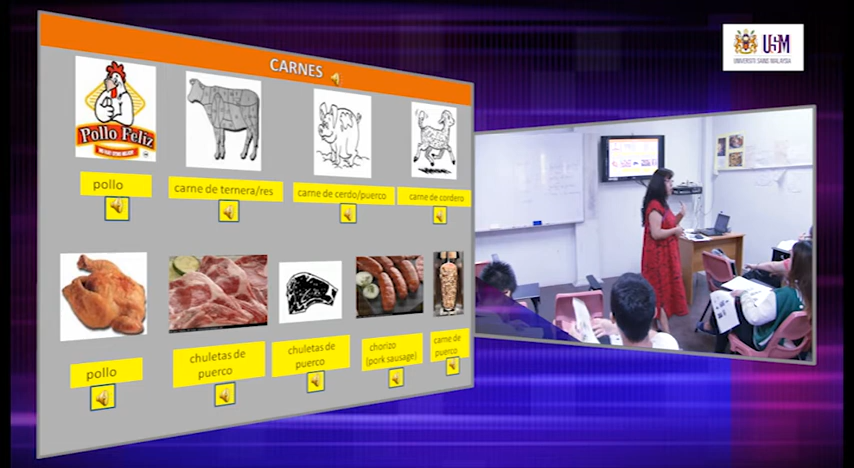 CARNES
USM
UNIVERSITI SAINS MALAYSIA
Pollo Feliz
pollo
carne de ternera/res
carne de cerdo/puerco
carne de cordero
pollo
chuletas de
puerco
chuletas de
puerco
chorizo
(pork sausage)
carne de
puerco